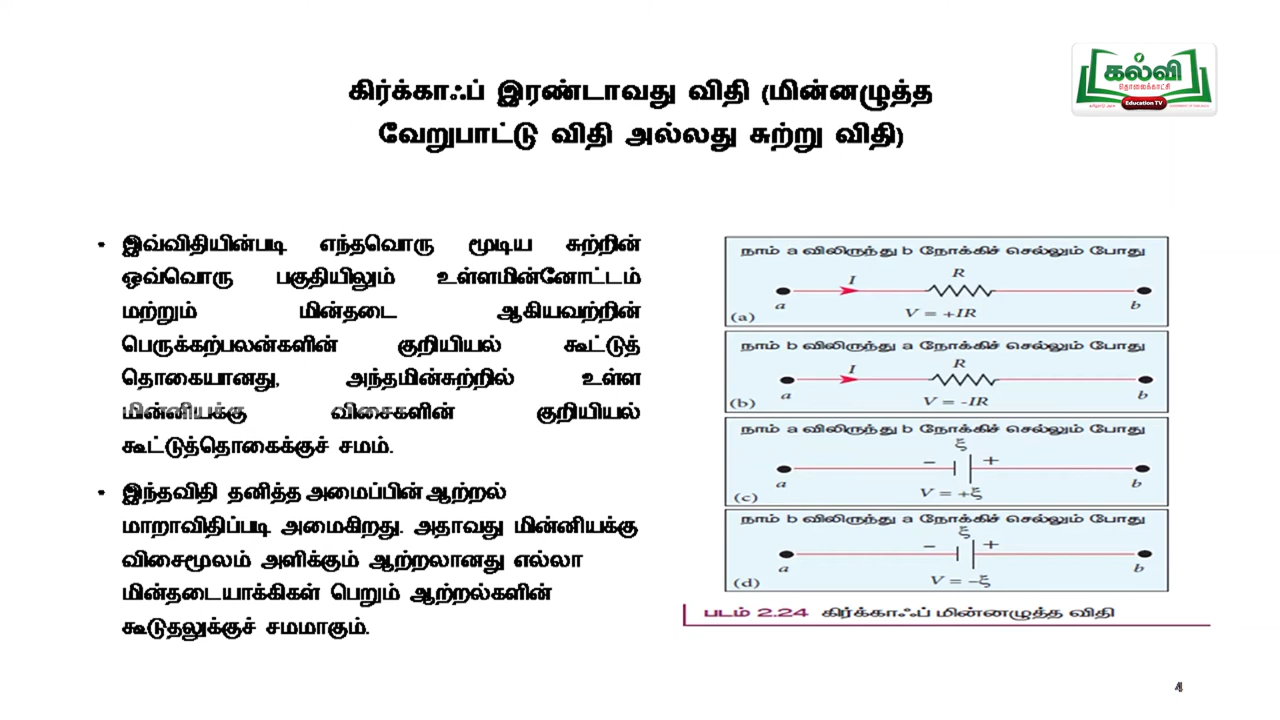 கல்வி
தொலைக்காட்சி
Education TV
கிர்க்காஃப் இரண்டாவது விதி (மின்னழுத்த
வேறுபாட்டு விதி அல்லது சுற்று விதி)
• இவ்விதியின்படி எந்தவொரு மூடிய சுற்றின்
ஒவ்வொரு பகுதியிலும் உள்ளமின்னோட்டம்
மற்றும் மின்தடை ஆகியவற்றின்
பெருக்கற்பலன்களின் குறியியல் கூட்டுத்
தொகையானது, அந்தமின்சுற்றில் உள்ள
மின்னியக்கு விசைகளின் குறியியல்
கூட்டுத்தொகைக்குச் சமம்.
• இந்தவிதி தனித்த அமைப்பின் ஆற்றல்
மாறாவிதிப்படி அமைகிறது. அதாவது மின்னியக்கு
விசைமூலம் அளிக்கும் ஆற்றலானது எல்லா
மின்தடையாக்கிகள் பெறும் ஆற்றல்களின்
கூடுதலுக்குச் சமமாகும்.
நாம் a விலிருந்து b நோக்கிச் செல்லும் போது
I R
a b
(a) V = +IR
நாம் b விலிருந்து a நோக்கிச் செல்லும் போது
I R
a b
(b) V = -IR
நாம் a விலிருந்து b நோக்கிச் செல்லும் போது
ξ
− +
a b
(c) V = +ξ
நாம் b விலிருந்து a நோக்கிச் செல்லும் போது
ξ
− +
a b
(d) V = −ξ
படம் 2.24 கிர்க்காஃப் மின்னழுத்த விதி
4